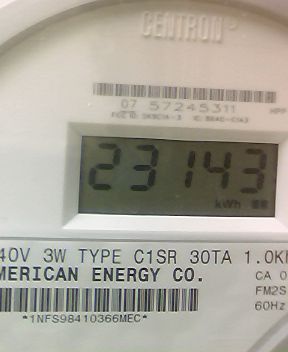 CENTRON
07 57245311
23143
kWh
40V 3W TYPE C1SR 30TA 1.0K
MERICAN ENERGY CO.
CA 0
FM2S
60Hz
*1NFS98410366MEC*